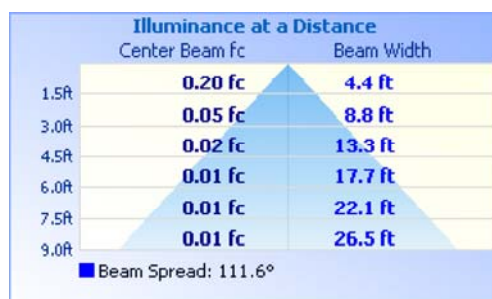 Illuminance at a Distance
Center Beam fc Beam Width
1.5ft 0.20 fc 4.4 ft
3.0ft 0.05 fc 8.8 ft
4.5ft 0.02 fc 13.3 ft
6.0ft 0.01 fc 17.7 ft
7.5ft 0.01 fc 22.1 ft
9.0ft 0.01 fc 26.5 ft
Beam Spread: 111.6°